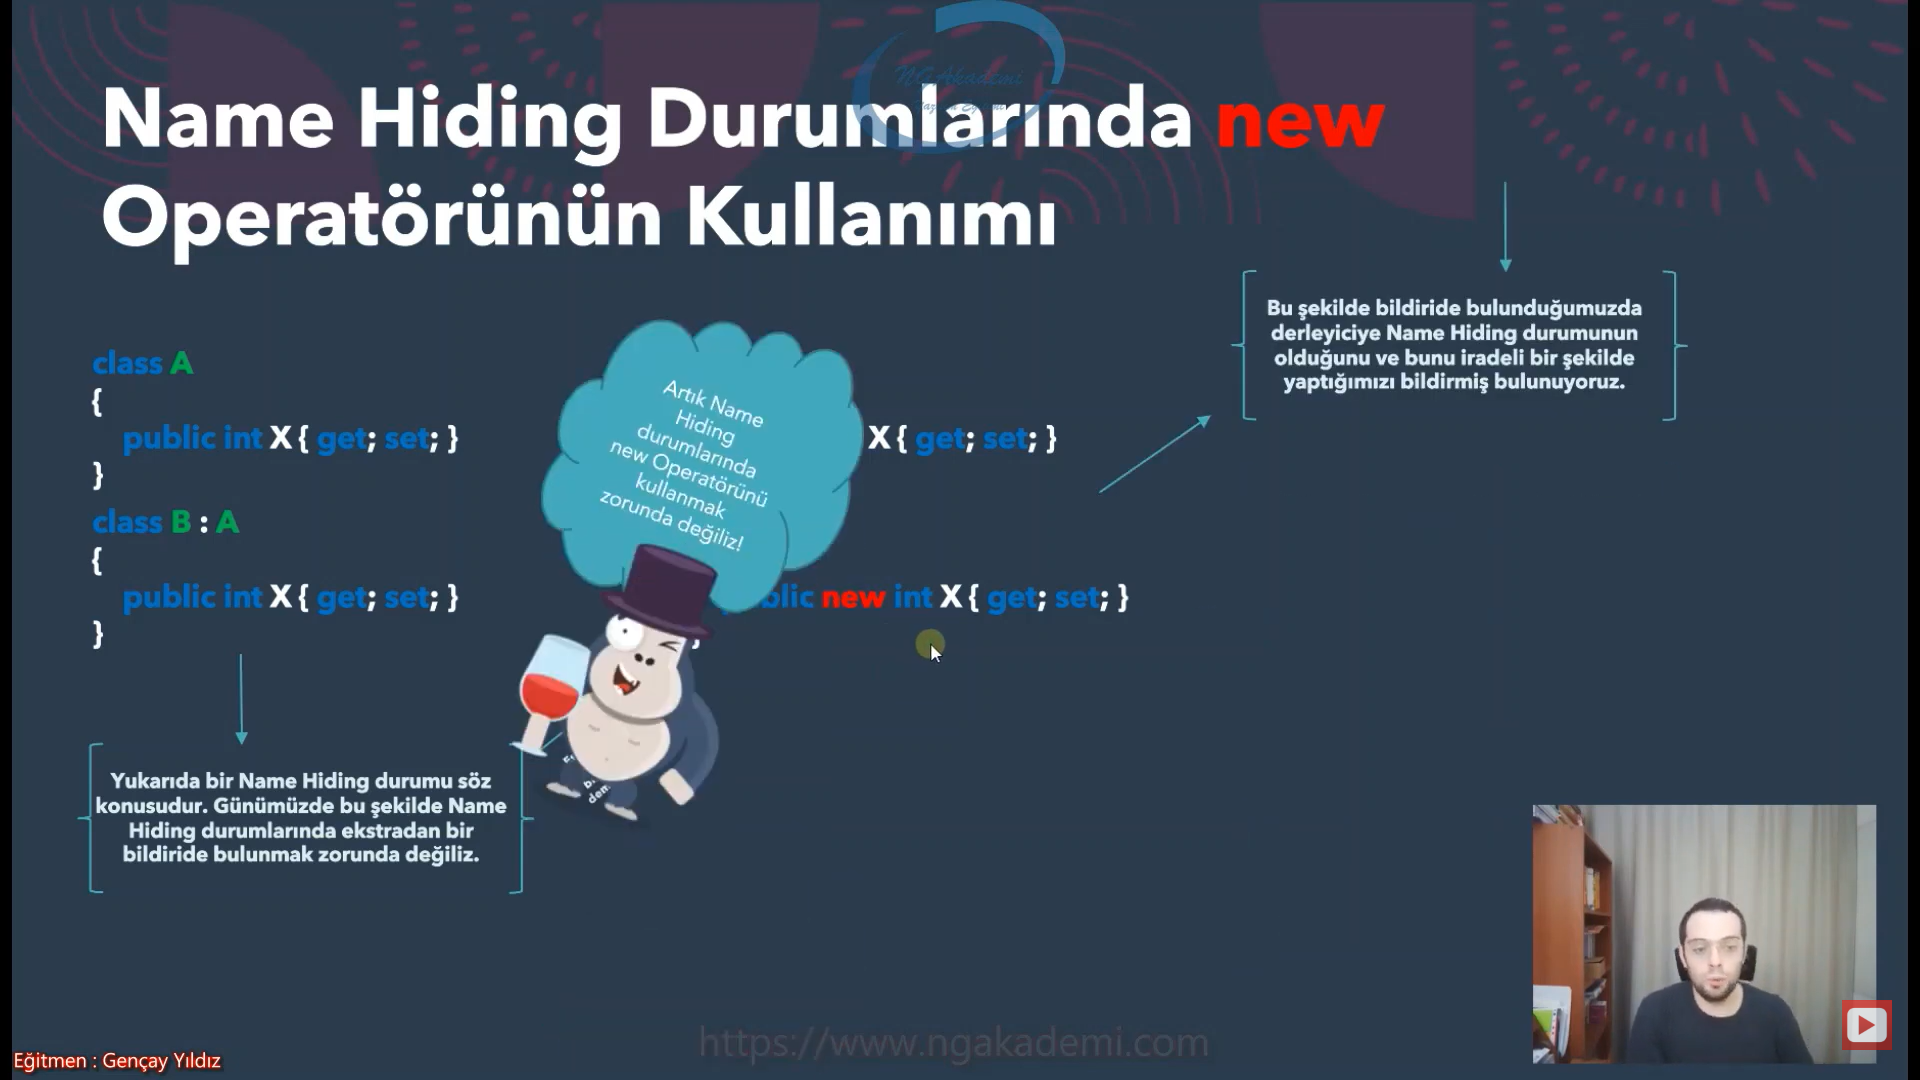 NG Akademi
Name Hiding Durumlarında new
Operatörünün Kullanımı
class A
{
public int X { get; set; }
}
class B : A
{
public int X { get; set; }
}
Artık Name
Hiding
durumlarında
new Operatörünü
kullanmak
zorunda değiliz!
X { get; set; }
new int X { get; set; }
Bu şekilde bildiride bulunduğumuzda
derleyiciye Name Hiding durumunun
olduğunu ve bunu iradeli bir şekilde
yaptığımızı bildirmiş bulunuyoruz.
Yukarıda bir Name Hiding durumu söz
konusudur. Günümüzde bu şekilde Name
Hiding durumlarında ekstradan bir
bildiride bulunmak zorunda değiliz.
https://www.ngakademi.com
Eğitmen : Gençay Yıldız